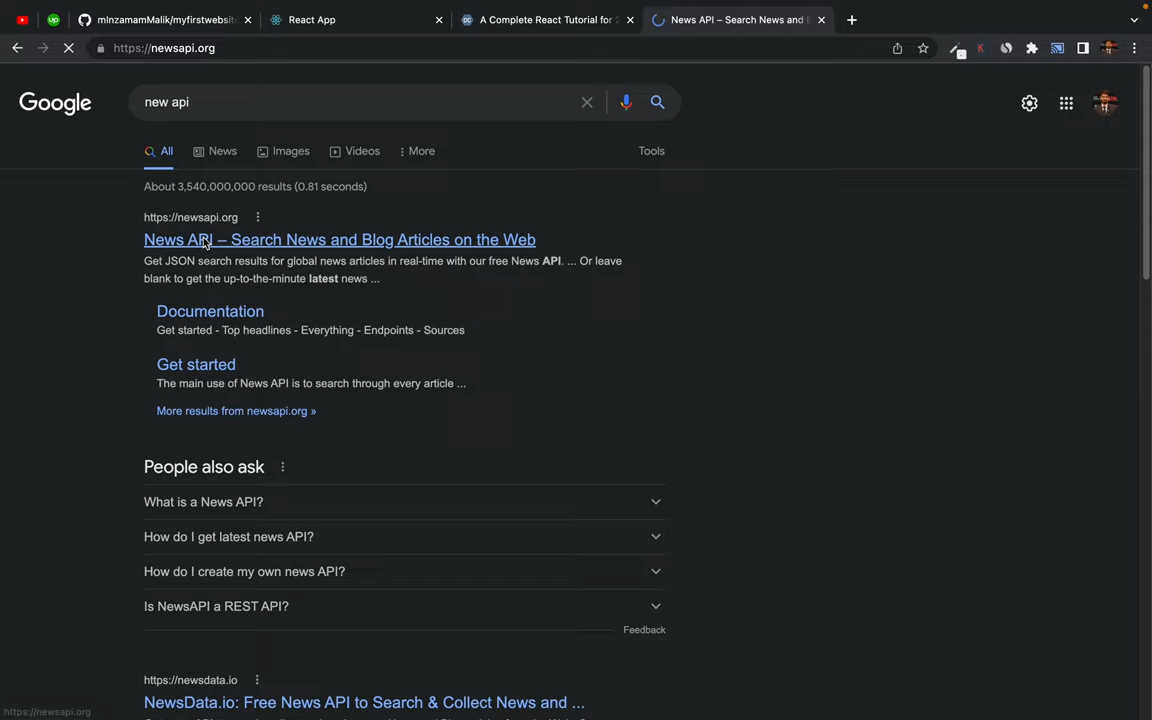 mInzamamMalik/myfirstwebsite
React App
A Complete React Tutorial for 2
News API – Search News and B
https://newsapi.org
Google
new api
All
News
Images
Videos
More
Tools
About 3,540,000,000 results (0.81 seconds)
https://newsapi.org
News API – Search News and Blog Articles on the Web
Get JSON search results for global news articles in real-time with our free News API. ... Or leave
blank to get the up-to-the-minute latest news ...
Documentation
Get started - Top headlines - Everything - Endpoints - Sources
Get started
The main use of News API is to search through every article ...
More results from newsapi.org »
People also ask
What is a News API?
How do I get latest news API?
How do I create my own news API?
Is NewsAPI a REST API?
Feedback
https://newsdata.io
NewsData.io: Free News API to Search & Collect News and ...
https://newsapi.org